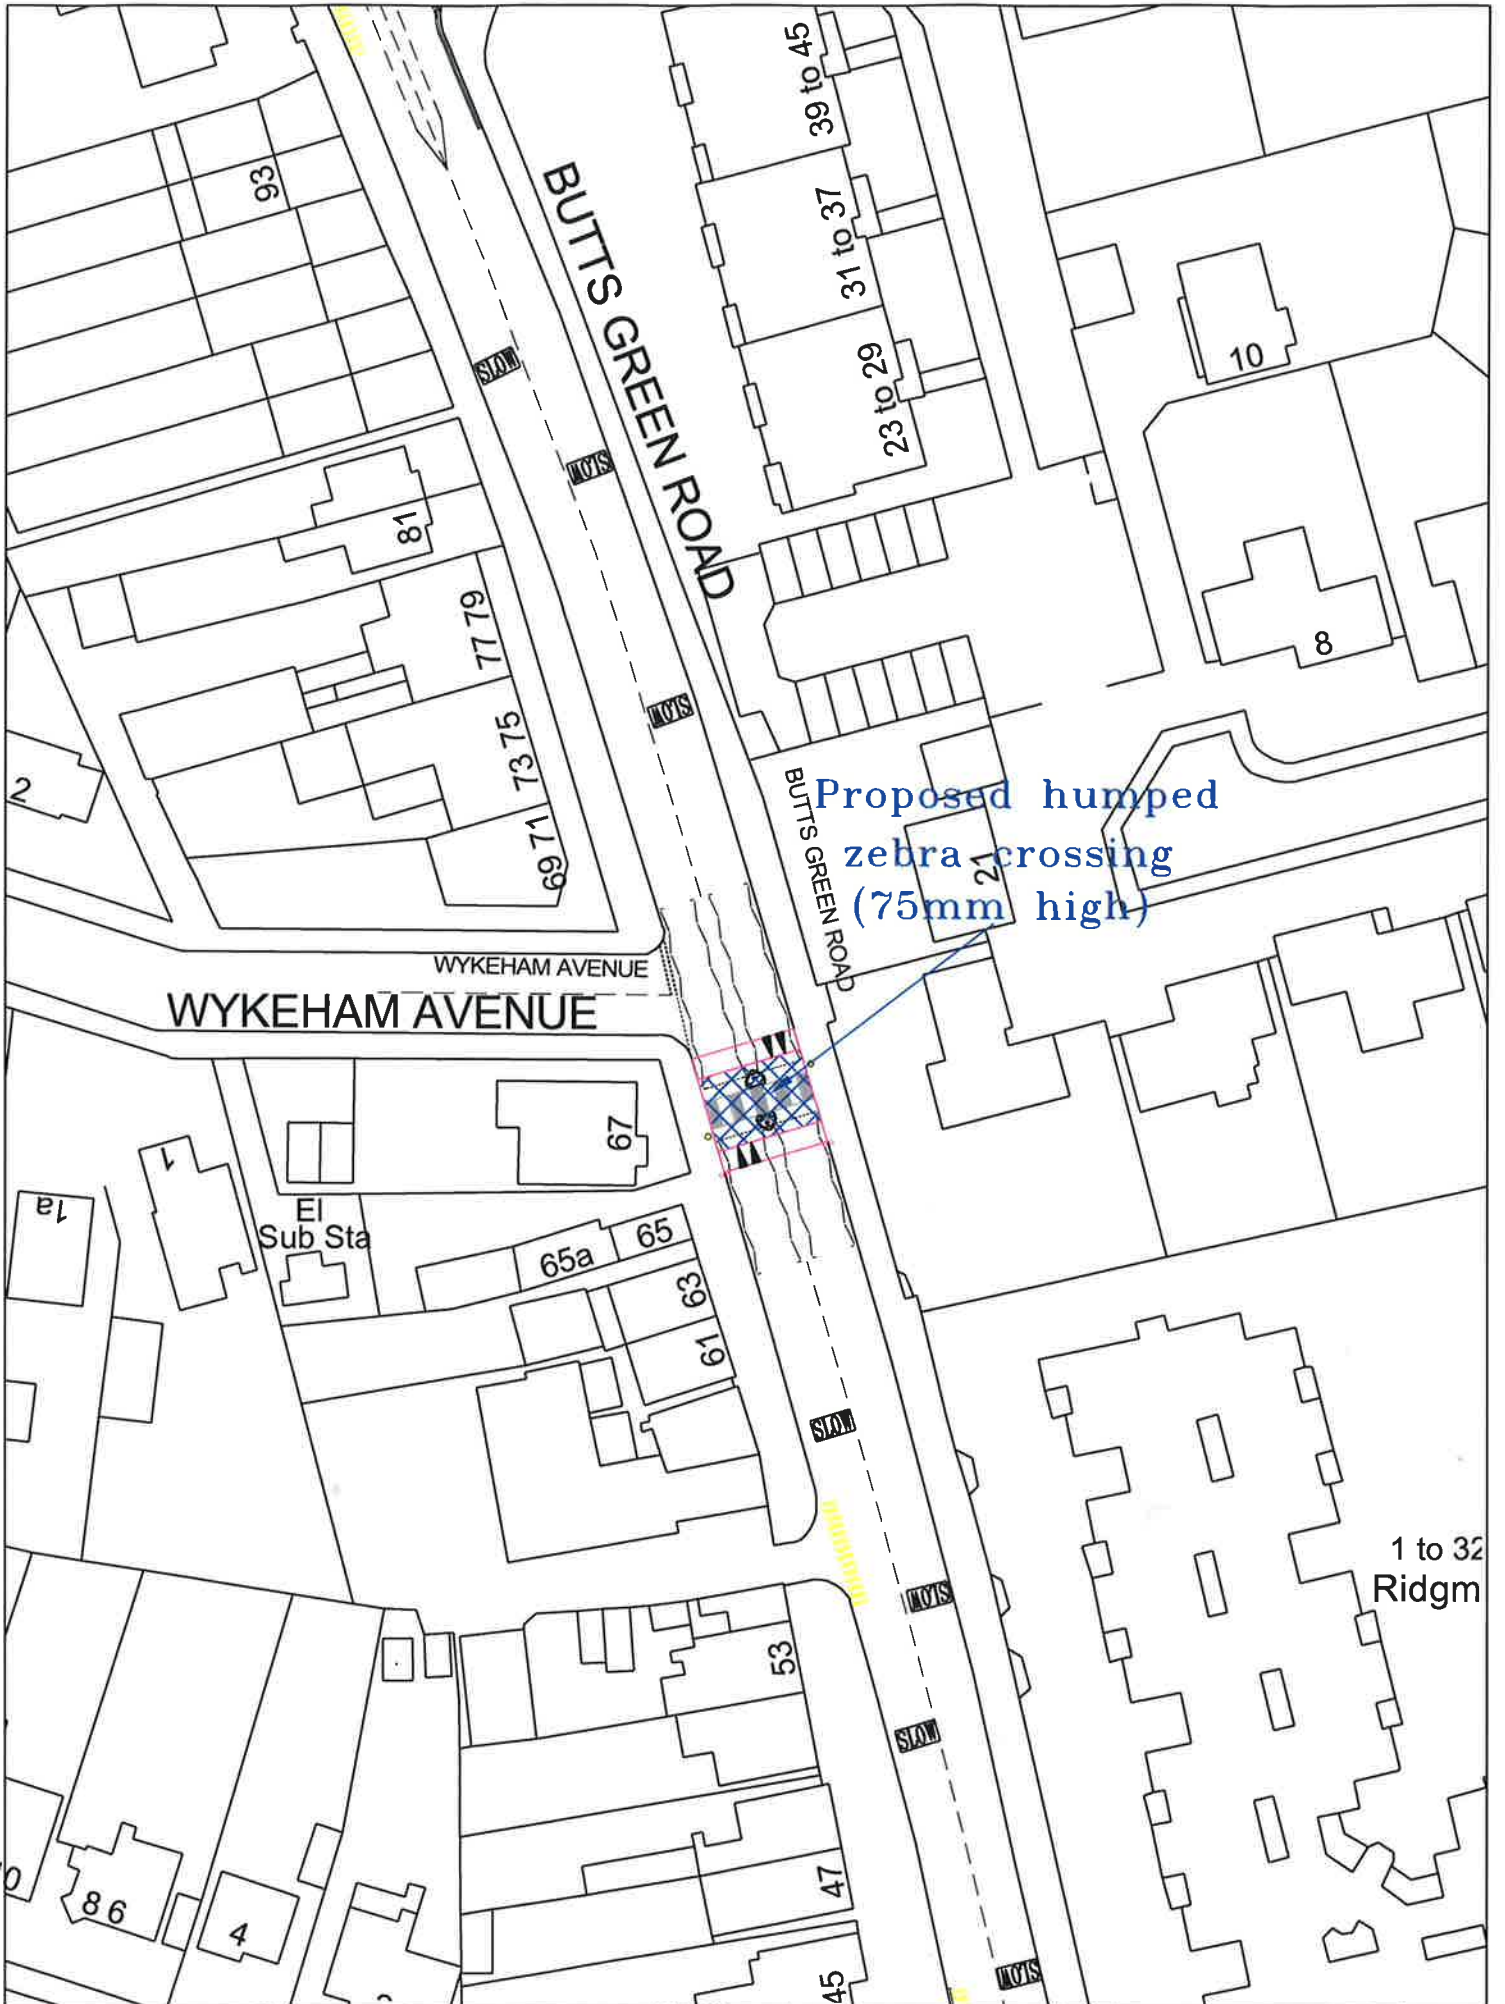 39 to 45
93
BUTTS GREEN ROAD
31 to 37
SLOW
10
23 to 29
SLOW
81
77 79
8
SLOW
73 75
2
BUTTS GREEN ROAD
Proposed humped
zebra crossing
(75mm high)
21
69 71
WYKEHAM AVENUE
WYKEHAM AVENUE
67
1
1a
El
Sub Sta
65
65a
63
61
SLOW
1 to 32
Ridgm
SLOW
53
SLOW
47
8 6
4
SLOW
45